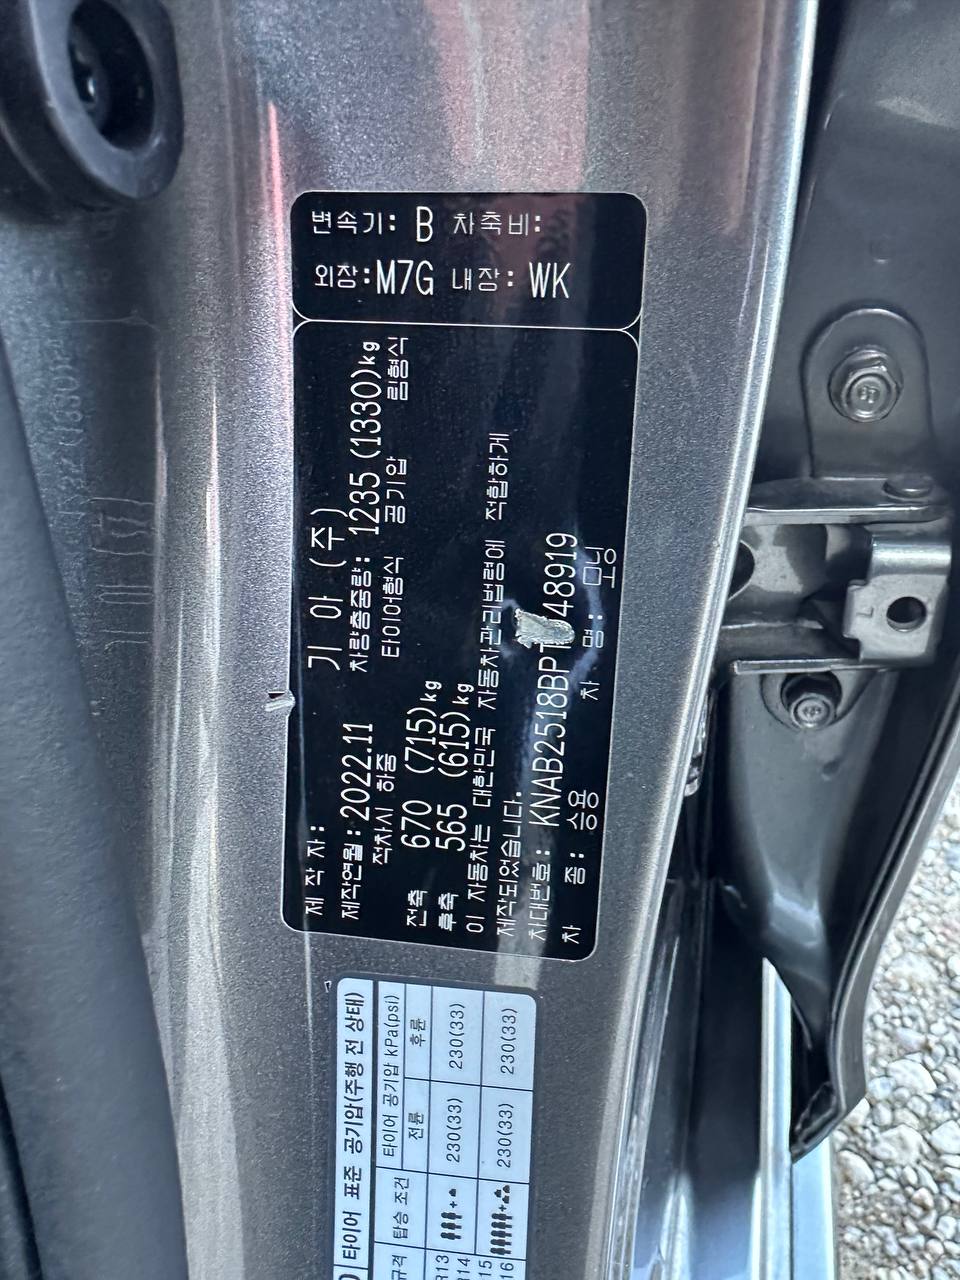 변속기: B 차축비:
외장:M7G 내장: WK
제작자: 기아 (주)
제작연월:2022.11 차량총중량: 1235 (1330)kg
적차시 하중 타이어형식 공기압 림형식
전축 670 (715)kg
후축 565 (615)kg
이 자동차는 대한민국 자동차관리법령에 적합하게
제작되었습니다.
차대번호: KNAB2518BPT 48919
차 종: 승용 차 명: 모닝
타이어 표준 공기압(주행 전 상태)
탑승 조건 타이어 공기압 kPa(psi)
전륜 후륜
R13 230(33) 230(33)
230(33) 230(33)